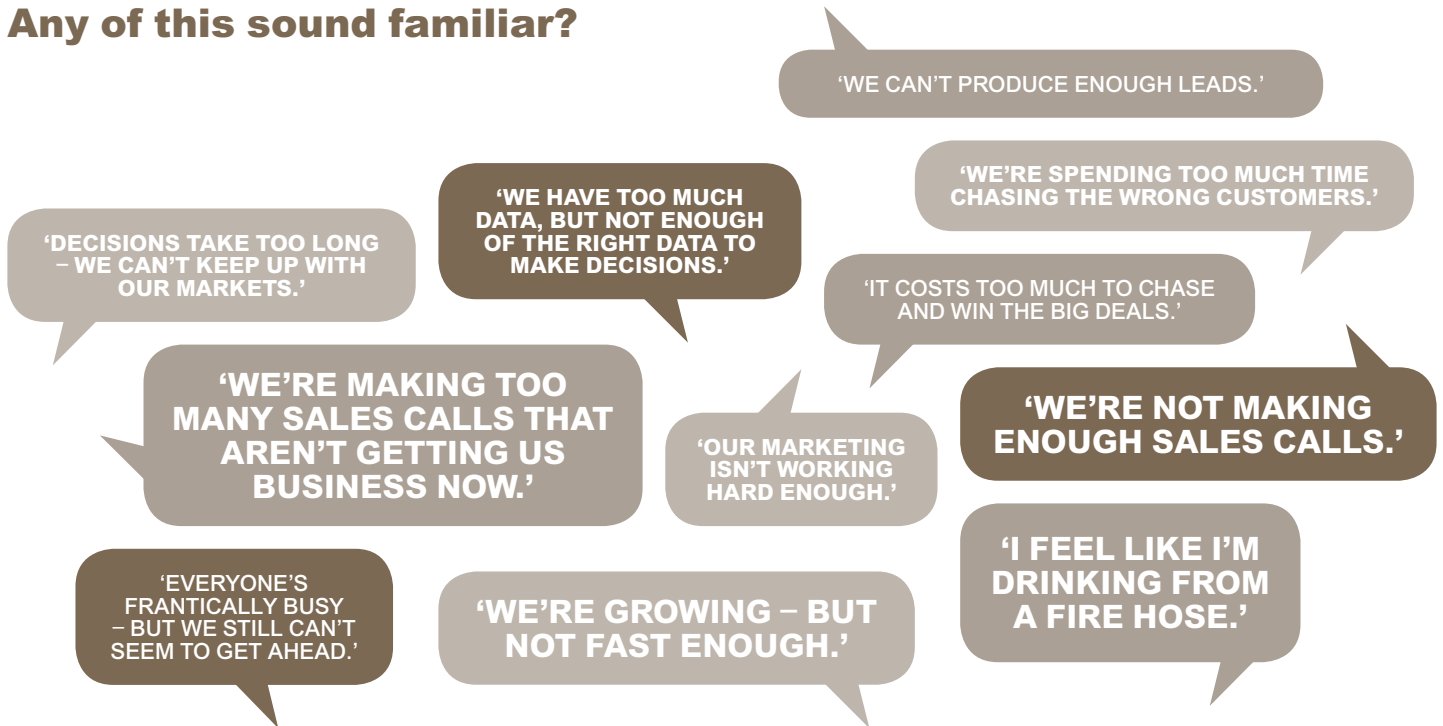 Any of this sound familiar?
‘WE CAN’T PRODUCE ENOUGH LEADS.’
‘WE’RE SPENDING TOO MUCH TIME
CHASING THE WRONG CUSTOMERS.’
‘WE HAVE TOO MUCH
DATA, BUT NOT ENOUGH
OF THE RIGHT DATA TO
MAKE DECISIONS.’
‘DECISIONS TAKE TOO LONG
– WE CAN’T KEEP UP WITH
OUR MARKETS.’
‘IT COSTS TOO MUCH TO CHASE
AND WIN THE BIG DEALS.’
‘WE’RE MAKING TOO
MANY SALES CALLS THAT
AREN’T GETTING US
BUSINESS NOW.’
‘OUR MARKETING
ISN’T WORKING
HARD ENOUGH.’
‘WE’RE NOT MAKING
ENOUGH SALES CALLS.’
‘EVERYONE’S
FRANTICALLY BUSY
– BUT WE STILL CAN’T
SEEM TO GET AHEAD.’
‘WE’RE GROWING – BUT
NOT FAST ENOUGH.’
‘I FEEL LIKE I’M
DRINKING FROM
A FIRE HOSE.’